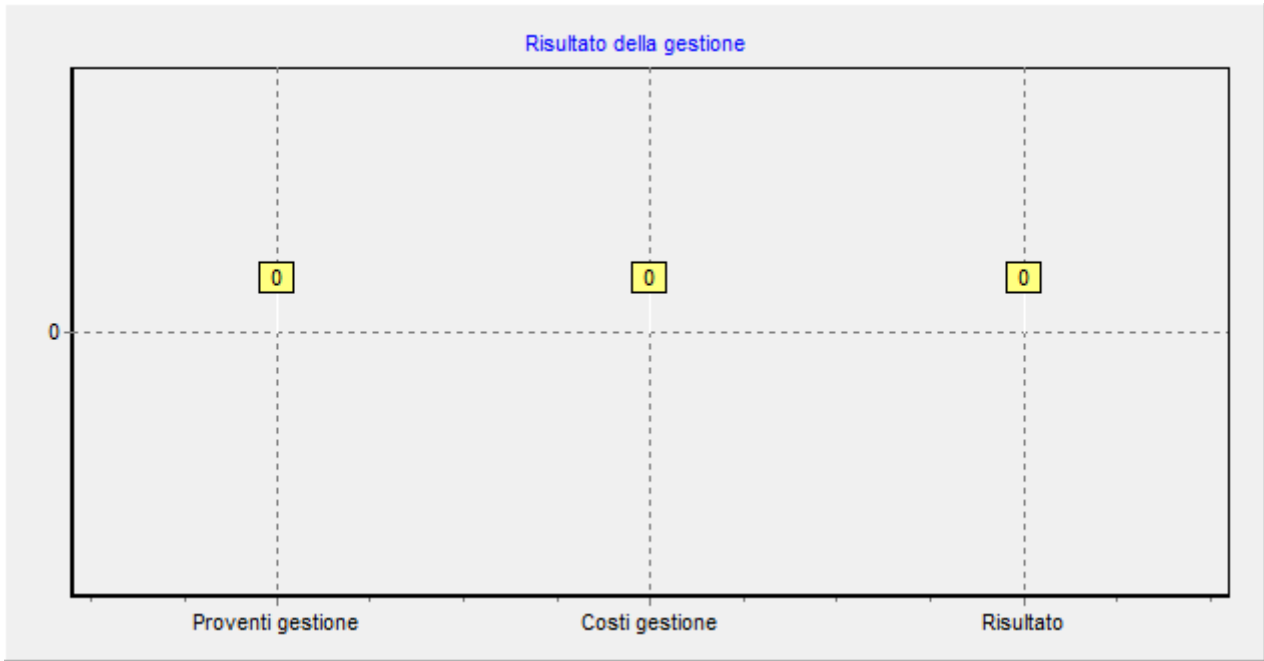 Risultato della gestione
0 0 0
0
Proventi gestione Costi gestione Risultato